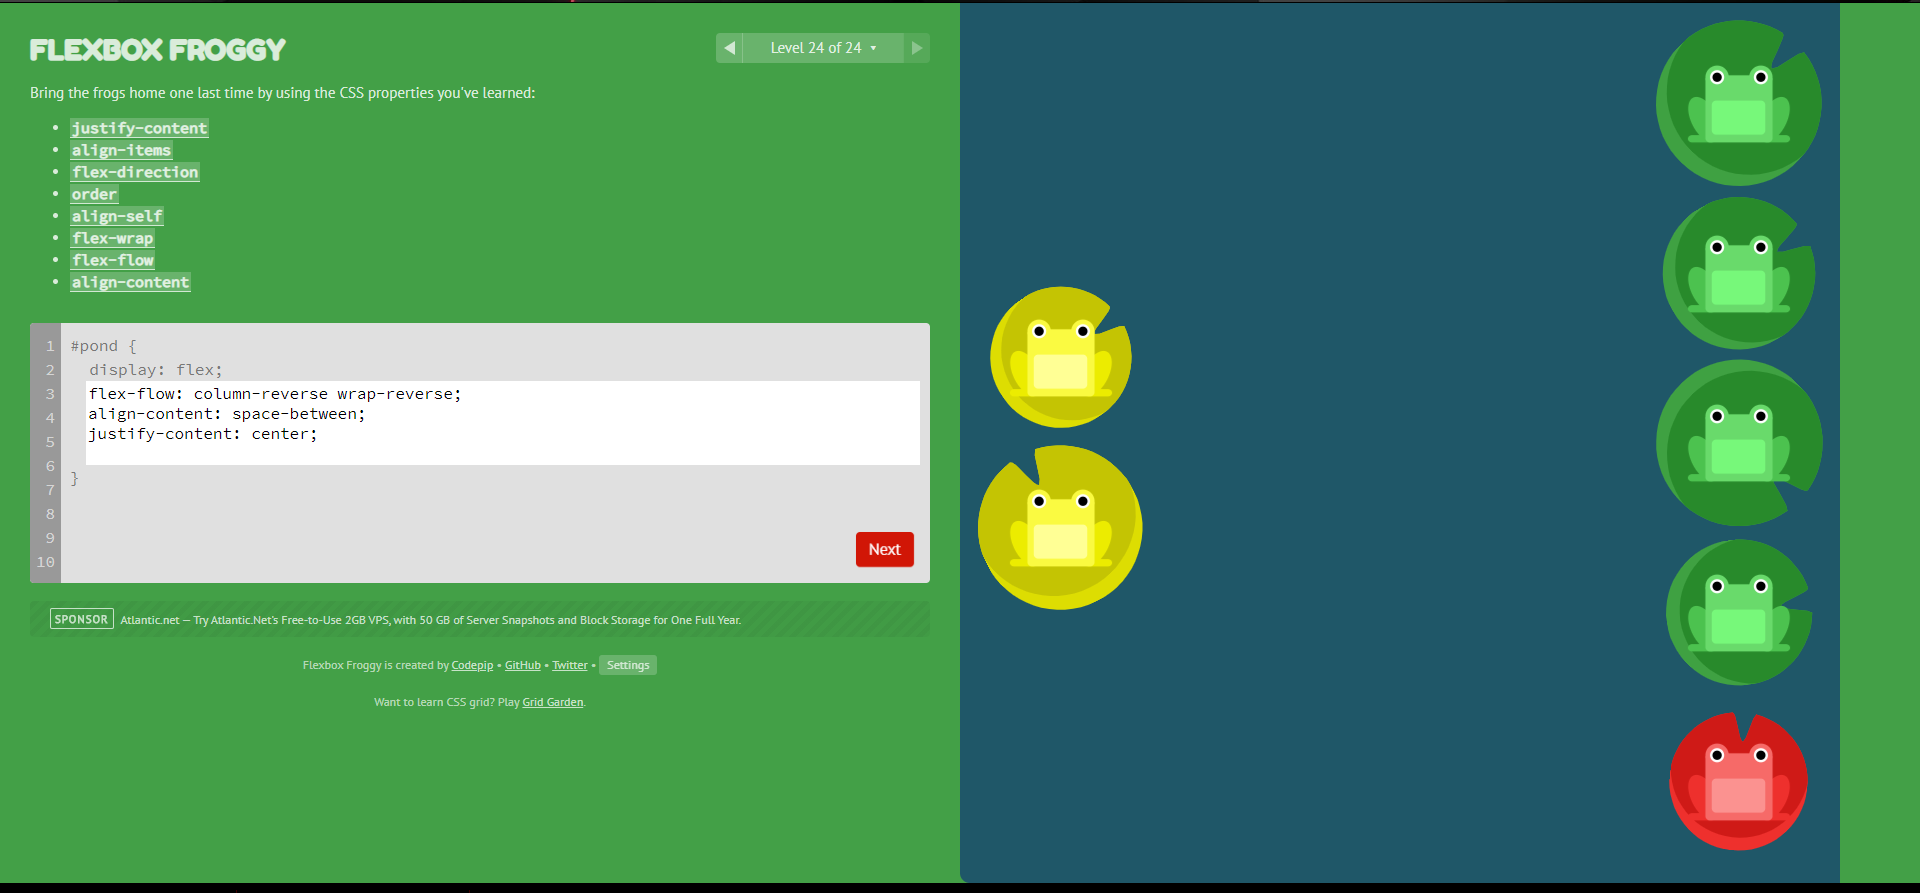 FLEXBOX FROGGY
Level 24 of 24
Bring the frogs home one last time by using the CSS properties you've learned:
• justify-content
• align-items
• flex-direction
• order
• align-self
• flex-wrap
• flex-flow
• align-content
1 #pond {
2 display: flex;
3 flex-flow: column-reverse wrap-reverse;
4 align-content: space-between;
5 justify-content: center;
6 }
7
8
9
10
Next
SPONSOR Atlantic.net — Try Atlantic.Net's Free-to-Use 2GB VPS, with 50 GB of Server Snapshots and Block Storage for One Full Year.
Flexbox Froggy is created by Codepip • GitHub • Twitter • Settings
Want to learn CSS grid? Play Grid Garden.